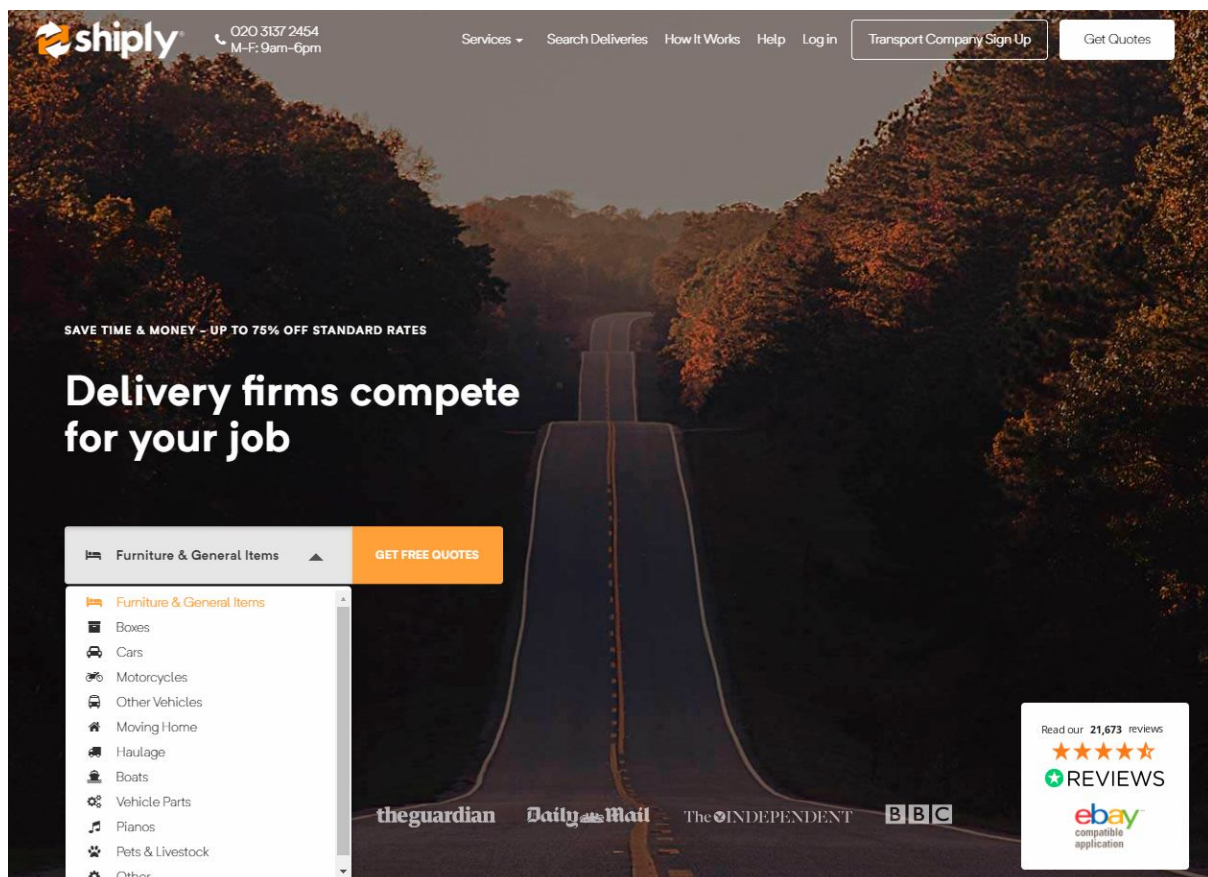 shiply
020 3137 2454
M-F: 9am-6pm
Services
Search Deliveries
How It Works
Help
Log in
Transport Company Sign Up
Get Quotes
SAVE TIME & MONEY - UP TO 75% OFF STANDARD RATES
Delivery firms compete
for your job
Furniture & General Items
GET FREE QUOTES
Furniture & General Items
Boxes
Cars
Motorcycles
Other Vehicles
Moving Home
Haulage
Boats
Vehicle Parts
Pianos
Pets & Livestock
Other
theguardian
Daily Mail
The INDEPENDENT
BBC
Read our 21,673 reviews
REVIEWS
ebay
compatible
application